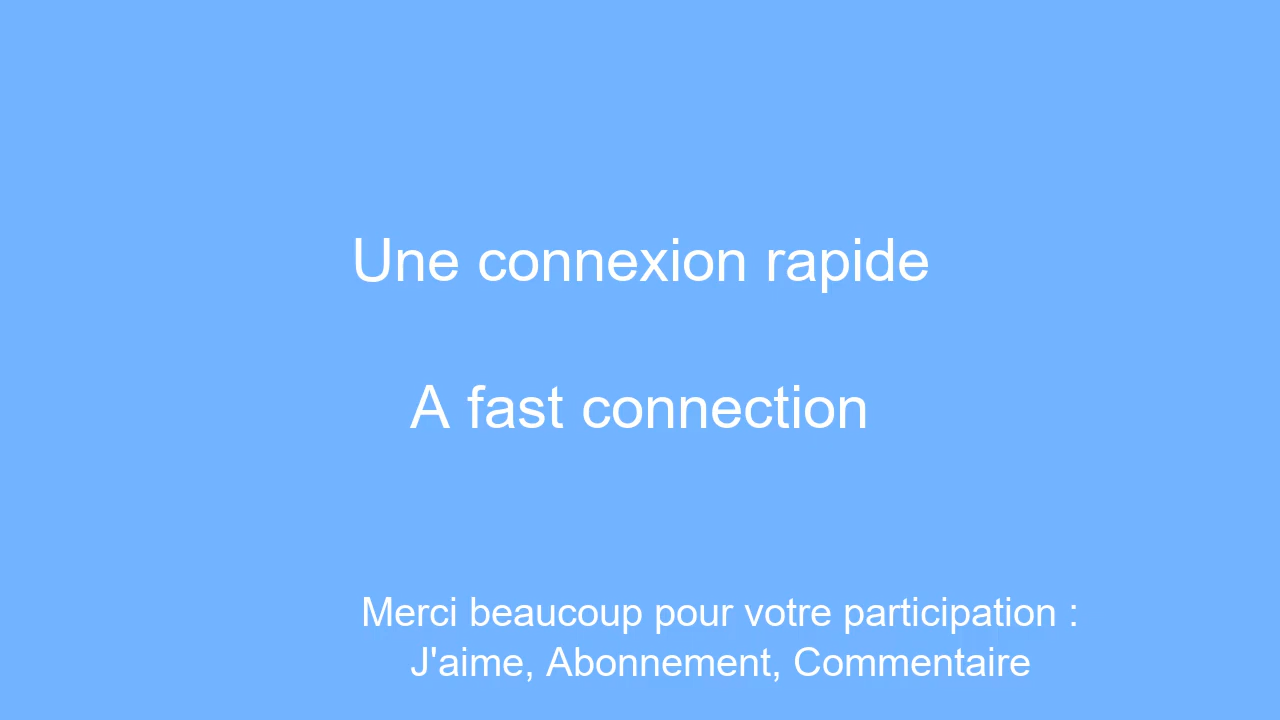 Une connexion rapide
A fast connection
Merci beaucoup pour votre participation :
J'aime, Abonnement, Commentaire